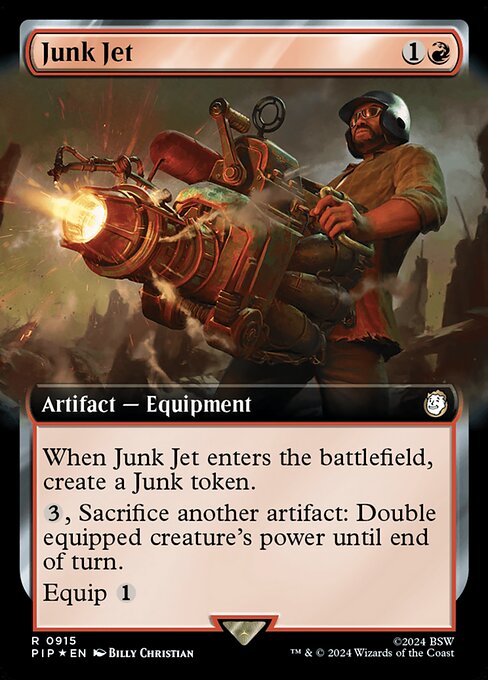 Junk Jet 1
Artifact — Equipment
When Junk Jet enters the battlefield,
create a Junk token.
3, Sacrifice another artifact: Double
equipped creature's power until end
of turn.
Equip 1
R 0915
PIP★EN Billy Christian
©2024 BSW
™ & © 2024 Wizards of the Coast